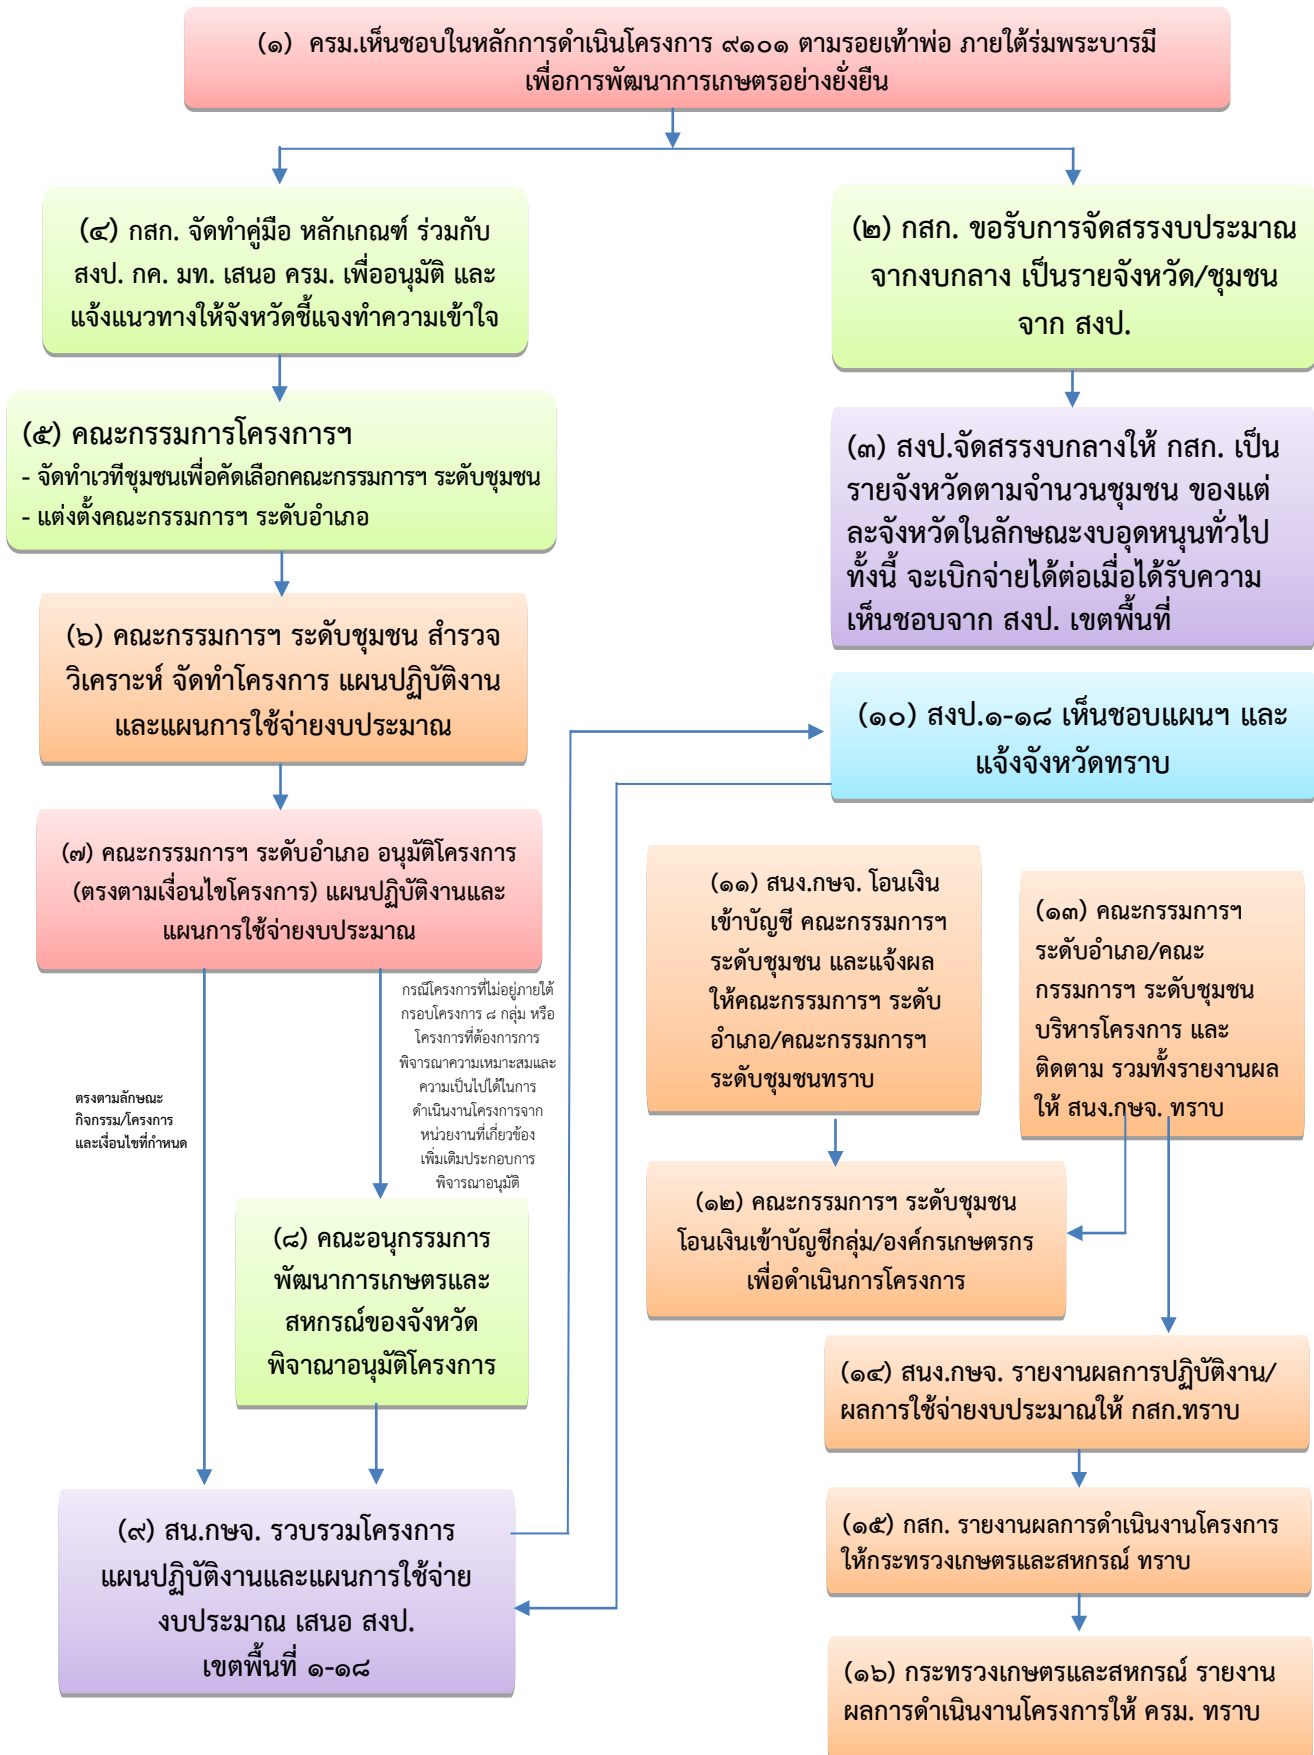 (๑) ครม.เห็นชอบในหลักการดำเนินโครงการ ๙๑๐๑ ตามรอยเท้าพ่อ ภายใต้ร่มพระบารมี
เพื่อการพัฒนาการเกษตรอย่างยั่งยืน
(๔) กสก. จัดทำคู่มือ หลักเกณฑ์ ร่วมกับ
สงป. กค. มท. เสนอ ครม. เพื่ออนุมัติ และ
แจ้งแนวทางให้จังหวัดชี้แจงทำความเข้าใจ
(๒) กสก. ขอรับการจัดสรรงบประมาณ
จากงบกลาง เป็นรายจังหวัด/ชุมชน
จาก สงป.
(๕) คณะกรรมการโครงการฯ
- จัดทำเวทีชุมชนเพื่อคัดเลือกคณะกรรมการฯ ระดับชุมชน
- แต่งตั้งคณะกรรมการฯ ระดับอำเภอ
(๓) สงป.จัดสรรงบกลางให้ กสก. เป็น
รายจังหวัดตามจำนวนชุมชน ของแต่
ละจังหวัดในลักษณะงบอุดหนุนทั่วไป
ทั้งนี้ จะเบิกจ่ายได้ต่อเมื่อได้รับความ
เห็นชอบจาก สงป. เขตพื้นที่
(๖) คณะกรรมการฯ ระดับชุมชน สำรวจ
วิเคราะห์ จัดทำโครงการ แผนปฏิบัติงาน
และแผนการใช้จ่ายงบประมาณ
(๑๐) สงป.๑-๑๘ เห็นชอบแผนฯ และ
แจ้งจังหวัดทราบ
(๗) คณะกรรมการฯ ระดับอำเภอ อนุมัติโครงการ
(ตรงตามเงื่อนไขโครงการ) แผนปฏิบัติงานและ
แผนการใช้จ่ายงบประมาณ
(๑๑) สนง.กษจ. โอนเงิน
เข้าบัญชี คณะกรรมการฯ
ระดับชุมชน และแจ้งผล
ให้คณะกรรมการฯ ระดับ
อำเภอ/คณะกรรมการฯ
ระดับชุมชนทราบ
(๑๓) คณะกรรมการฯ
ระดับอำเภอ/คณะ
กรรมการฯ ระดับชุมชน
บริหารโครงการ และ
ติดตาม รวมทั้งรายงานผล
ให้ สนง.กษจ. ทราบ
กรณีโครงการที่ไม่อยู่ภายใต้
กรอบโครงการ ๘ กลุ่ม หรือ
โครงการที่ต้องการการ
พิจารณาความเหมาะสมและ
ความเป็นไปได้ในการ
ดำเนินงานโครงการจาก
หน่วยงานที่เกี่ยวข้อง
เพิ่มเติมประกอบการ
พิจารณาอนุมัติ
ตรงตามลักษณะ
กิจกรรม/โครงการ
และเงื่อนไขที่กำหนด
(๑๒) คณะกรรมการฯ ระดับชุมชน
โอนเงินเข้าบัญชีกลุ่ม/องค์กรเกษตรกร
เพื่อดำเนินการโครงการ
(๘) คณะอนุกรรมการ
พัฒนาการเกษตรและ
สหกรณ์ของจังหวัด
พิจาณาอนุมัติโครงการ
(๑๔) สนง.กษจ. รายงานผลการปฏิบัติงาน/
ผลการใช้จ่ายงบประมาณให้ กสก.ทราบ
(๙) สน.กษจ. รวบรวมโครงการ
แผนปฏิบัติงานและแผนการใช้จ่าย
งบประมาณ เสนอ สงป.
เขตพื้นที่ ๑-๑๘
(๑๕) กสก. รายงานผลการดำเนินงานโครงการ
ให้กระทรวงเกษตรและสหกรณ์ ทราบ
(๑๖) กระทรวงเกษตรและสหกรณ์ รายงาน
ผลการดำเนินงานโครงการให้ ครม. ทราบ